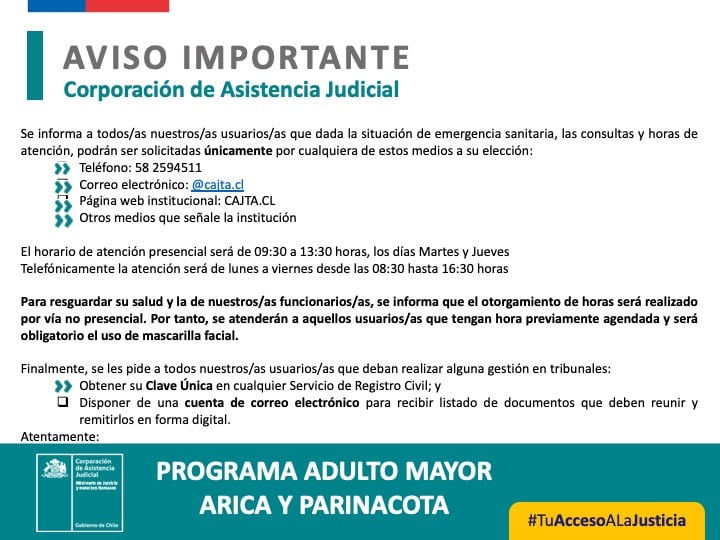 AVISO IMPORTANTE
Corporación de Asistencia Judicial
Se informa a todos/as nuestros/as usuarios/as que dada la situación de emergencia sanitaria, las consultas y horas de
atención, podrán ser solicitadas únicamente por cualquiera de estos medios a su elección:
Teléfono: 58 2594511
Correo electrónico: @cajta.cl
Página web institucional: CAJTA.CL
Otros medios que señale la institución
El horario de atención presencial será de 09:30 a 13:30 horas, los días Martes y Jueves
Telefónicamente la atención será de lunes a viernes desde las 08:30 hasta 16:30 horas
Para resguardar su salud y la de nuestros/as funcionarios/as, se informa que el otorgamiento de horas será realizado
por vía no presencial. Por tanto, se atenderán a aquellos usuarios/as que tengan hora previamente agendada y será
obligatorio el uso de mascarilla facial.
Finalmente, se les pide a todos nuestros/as usuarios/as que deban realizar alguna gestión en tribunales:
Obtener su Clave Única en cualquier Servicio de Registro Civil; y
Disponer de una cuenta de correo electrónico para recibir listado de documentos que deben reunir y
remitirlos en forma digital.
Atentamente:
Corporación
de Asistencia
Judicial
Ministerio de Justicia
y Derechos Humanos
Gobierno de Chile
PROGRAMA ADULTO MAYOR
ARICA Y PARINACOTA
#TuAccesoALaJusticia